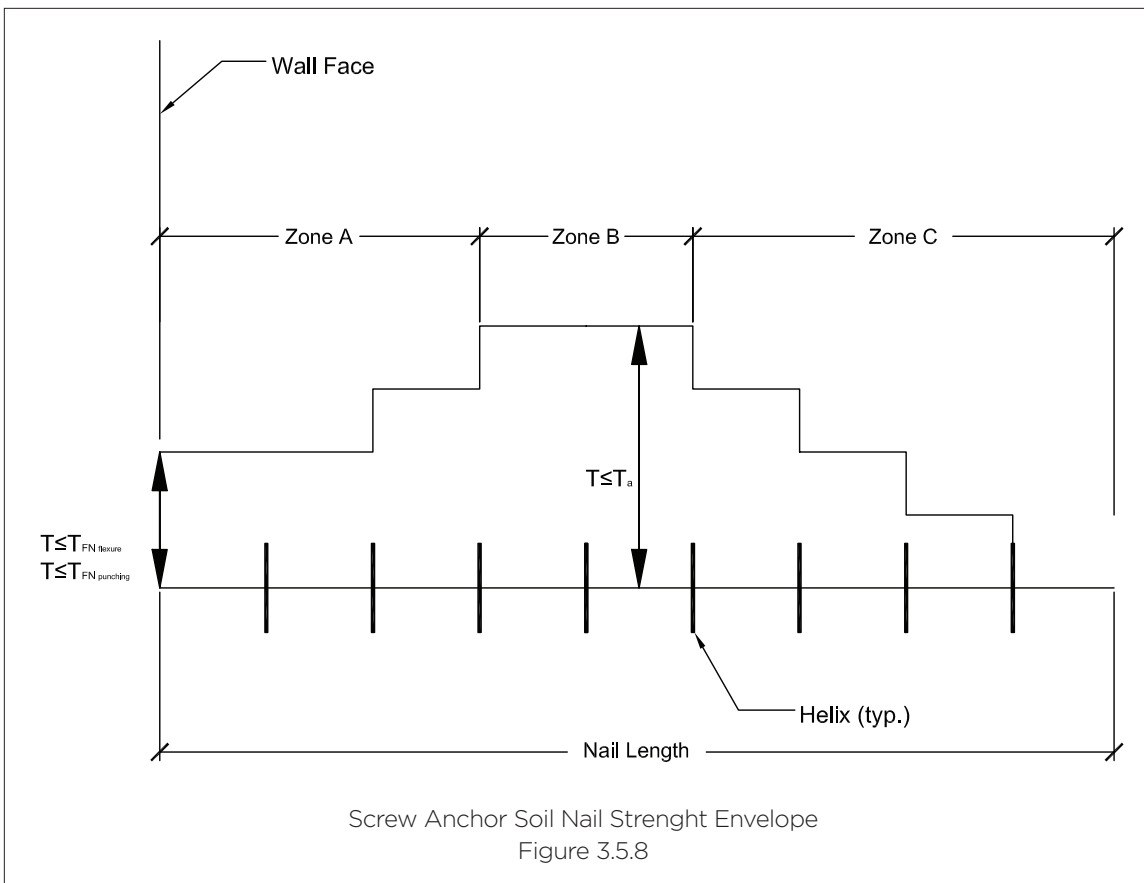 Wall Face
Zone A
Zone B
Zone C
T≤Ta
T≤TFN flexure
T≤TFN punching
Helix (typ.)
Nail Length
Screw Anchor Soil Nail Strenght Envelope
Figure 3.5.8